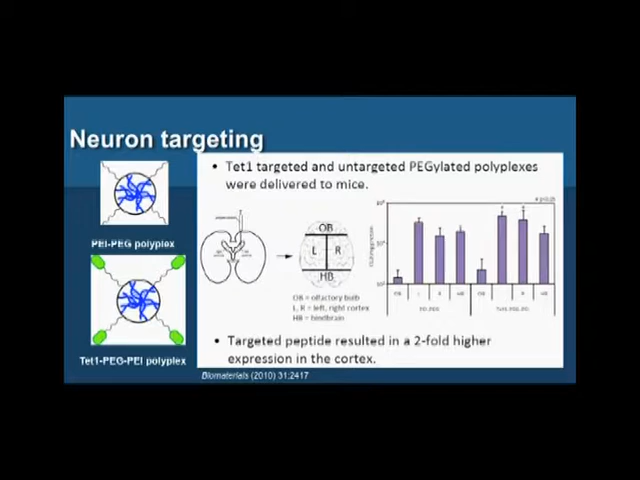 Neuron targeting
PEI-PEG polyplex
Tet1-PEG-PEI polyplex
• Tet1 targeted and untargeted PEGylated polyplexes
were delivered to mice.
OB
L R
HB
OB = olfactory bulb
L, R = left, right cortex
HB = hindbrain
• Targeted peptide resulted in a 2-fold higher
expression in the cortex.
Biomaterials (2010) 31:2417